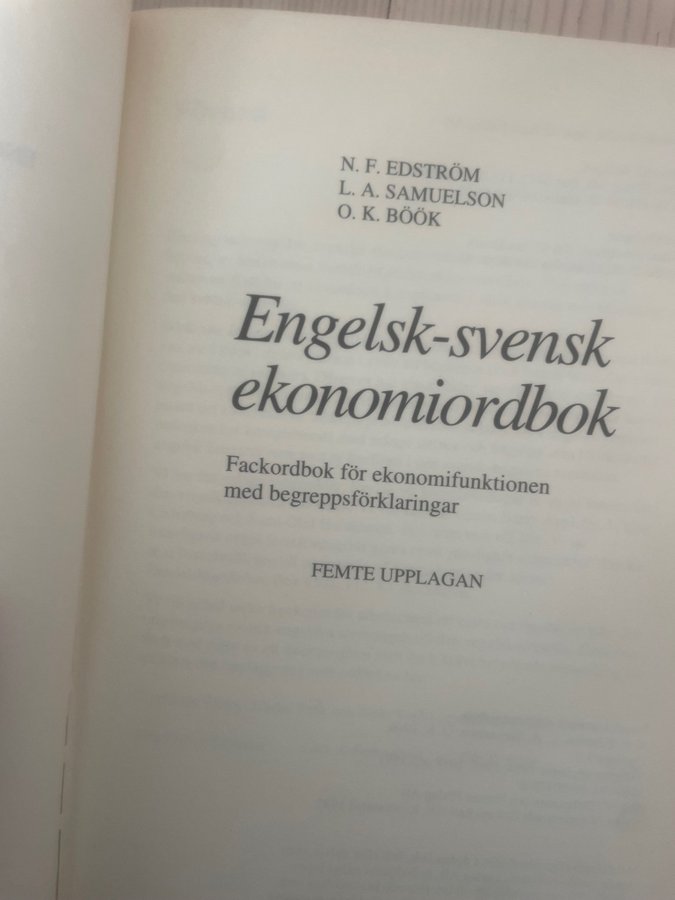 N. F. EDSTRÖM
L. A. SAMUELSON
O. K. BÖÖK
Engelsk-svensk
ekonomiordbok
Fackordbok för ekonomifunktionen
med begreppsförklaringar
FEMTE UPPLAGAN